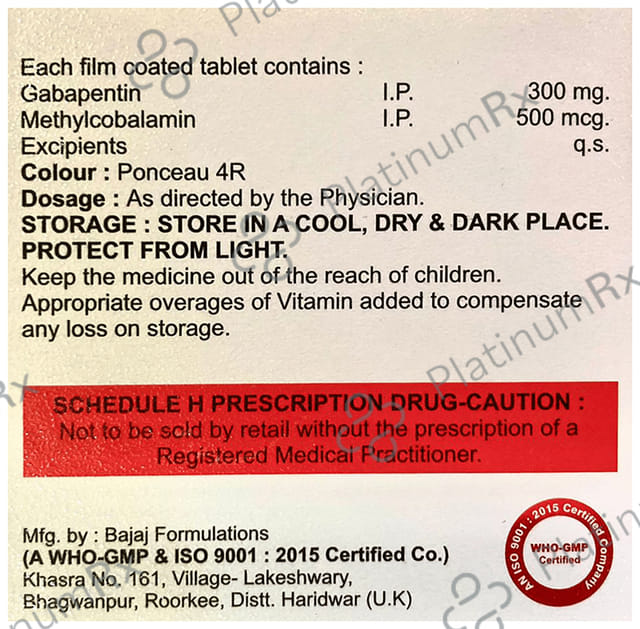 Each film coated tablet contains :
Gabapentin I.P. 300 mg.
Methylcobalamin I.P. 500 mcg.
Excipients q.s.
Colour : Ponceau 4R
Dosage : As directed by the Physician.
STORAGE : STORE IN A COOL, DRY & DARK PLACE.
PROTECT FROM LIGHT.
Keep the medicine out of the reach of children.
Appropriate overages of Vitamin added to compensate
any loss on storage.
SCHEDULE H PRESCRIPTION DRUG-CAUTION :
Not to be sold by retail without the prescription of a
Registered Medical Practitioner.
Mfg. by : Bajaj Formulations
(A WHO-GMP & ISO 9001 : 2015 Certified Co.)
Khasra No. 161, Village- Lakeshwary,
Bhagwanpur, Roorkee, Distt. Haridwar (U.K)
AN ISO 9001 : 2015 Certified Company
WHO-GMP
Certified
PlatinumRx
PlatinumRx
PlatinumRx
PlatinumRx
PlatinumRx